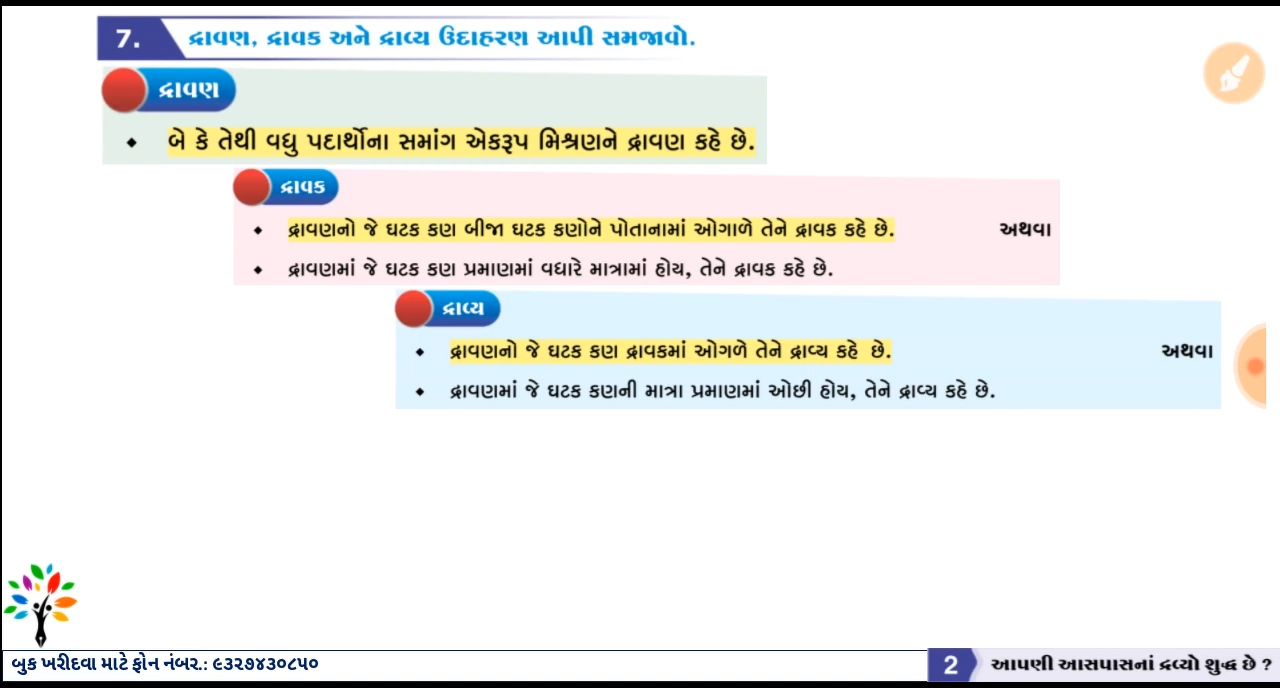 7. દ્રાવણ, દ્રાવક અને દ્રાવ્ય ઉદાહરણ આપી સમજાવો.
દ્રાવણ
બે કે તેથી વધુ પદાર્થોના સમાંગ એકરૂપ મિશ્રણને દ્રાવણ કહે છે.
દ્રાવક
દ્રાવણનો જે ઘટક કણ બીજા ઘટક કણોને પોતાનામાં ઓગાળે તેને દ્રાવક કહે છે. અથવા
દ્રાવણમાં જે ઘટક કણ પ્રમાણમાં વધારે માત્રામાં હોય, તેને દ્રાવક કહે છે.
દ્રાવ્ય
દ્રાવણનો જે ઘટક કણ દ્રાવકમાં ઓગળે તેને દ્રાવ્ય કહે છે. અથવા
દ્રાવણમાં જે ઘટક કણની માત્રા પ્રમાણમાં ઓછી હોય, તેને દ્રાવ્ય કહે છે.
બુક ખરીદવા માટે ફોન નંબર.: ૯૩૨૭૪૩૦૮૫૦
2 આપણી આસપાસનાં દ્રવ્યો શુદ્ધ છે ?